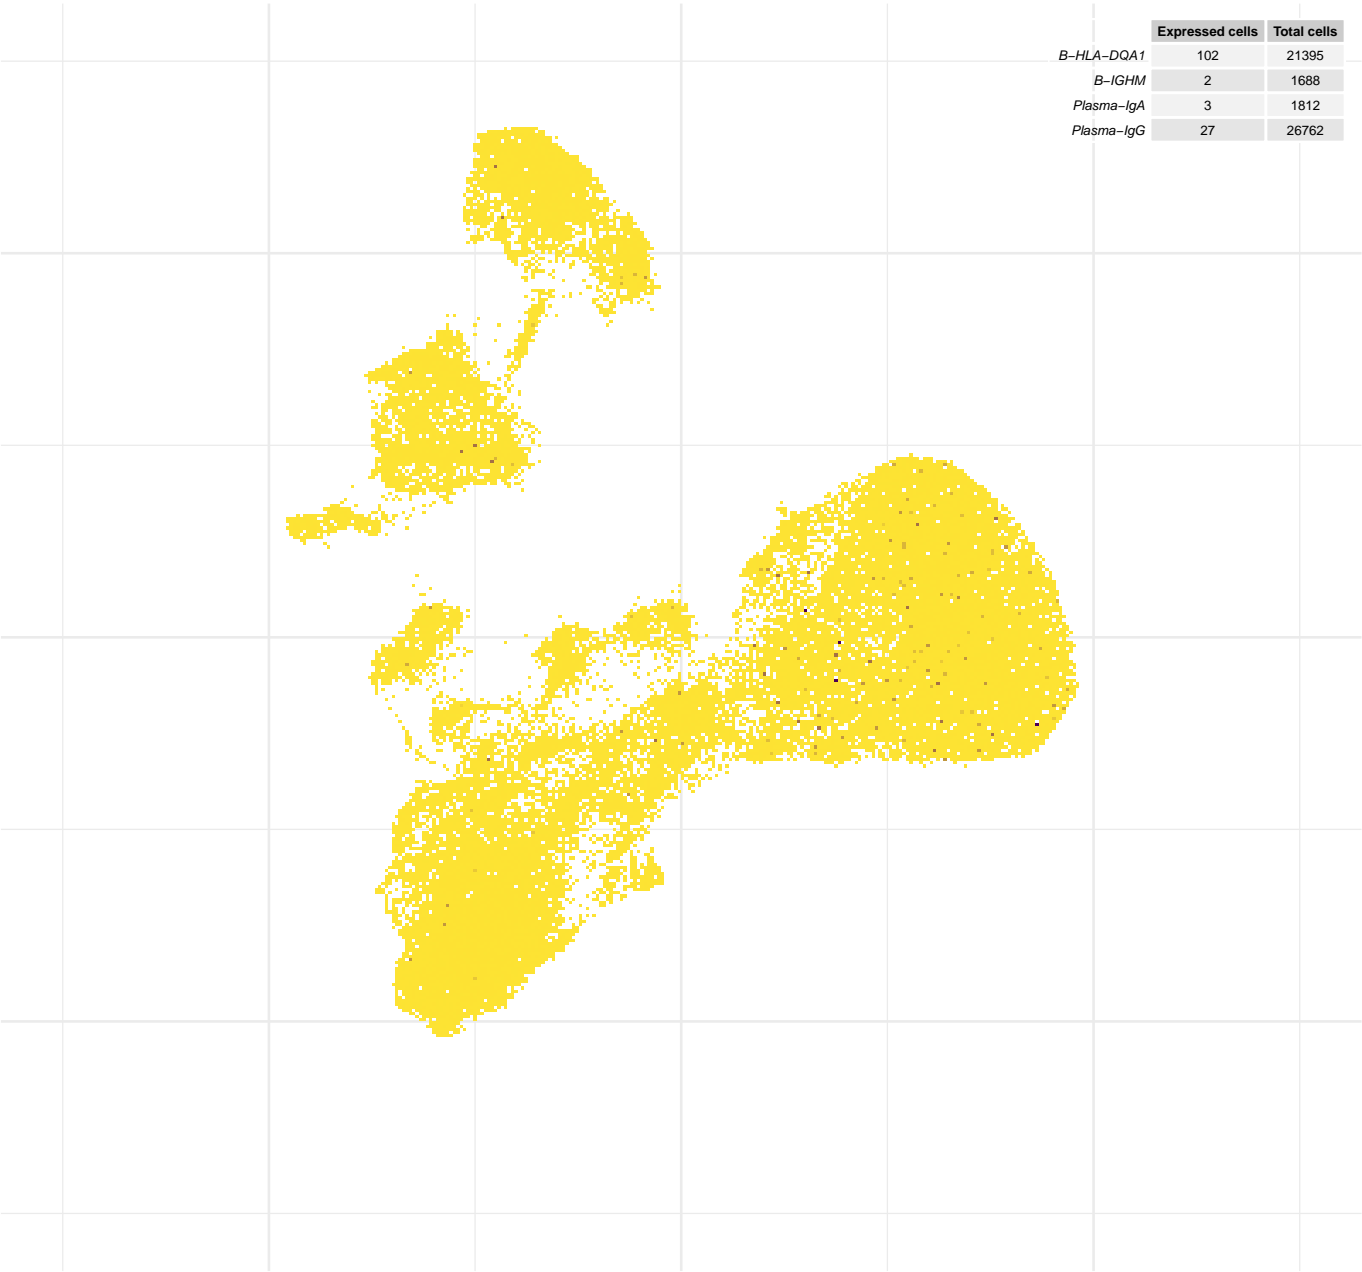 Expressed cells Total cells
B−HLA−DQA1 102 21395
B−IGHM 2 1688
Plasma−IgA 3 1812
Plasma−IgG 27 26762